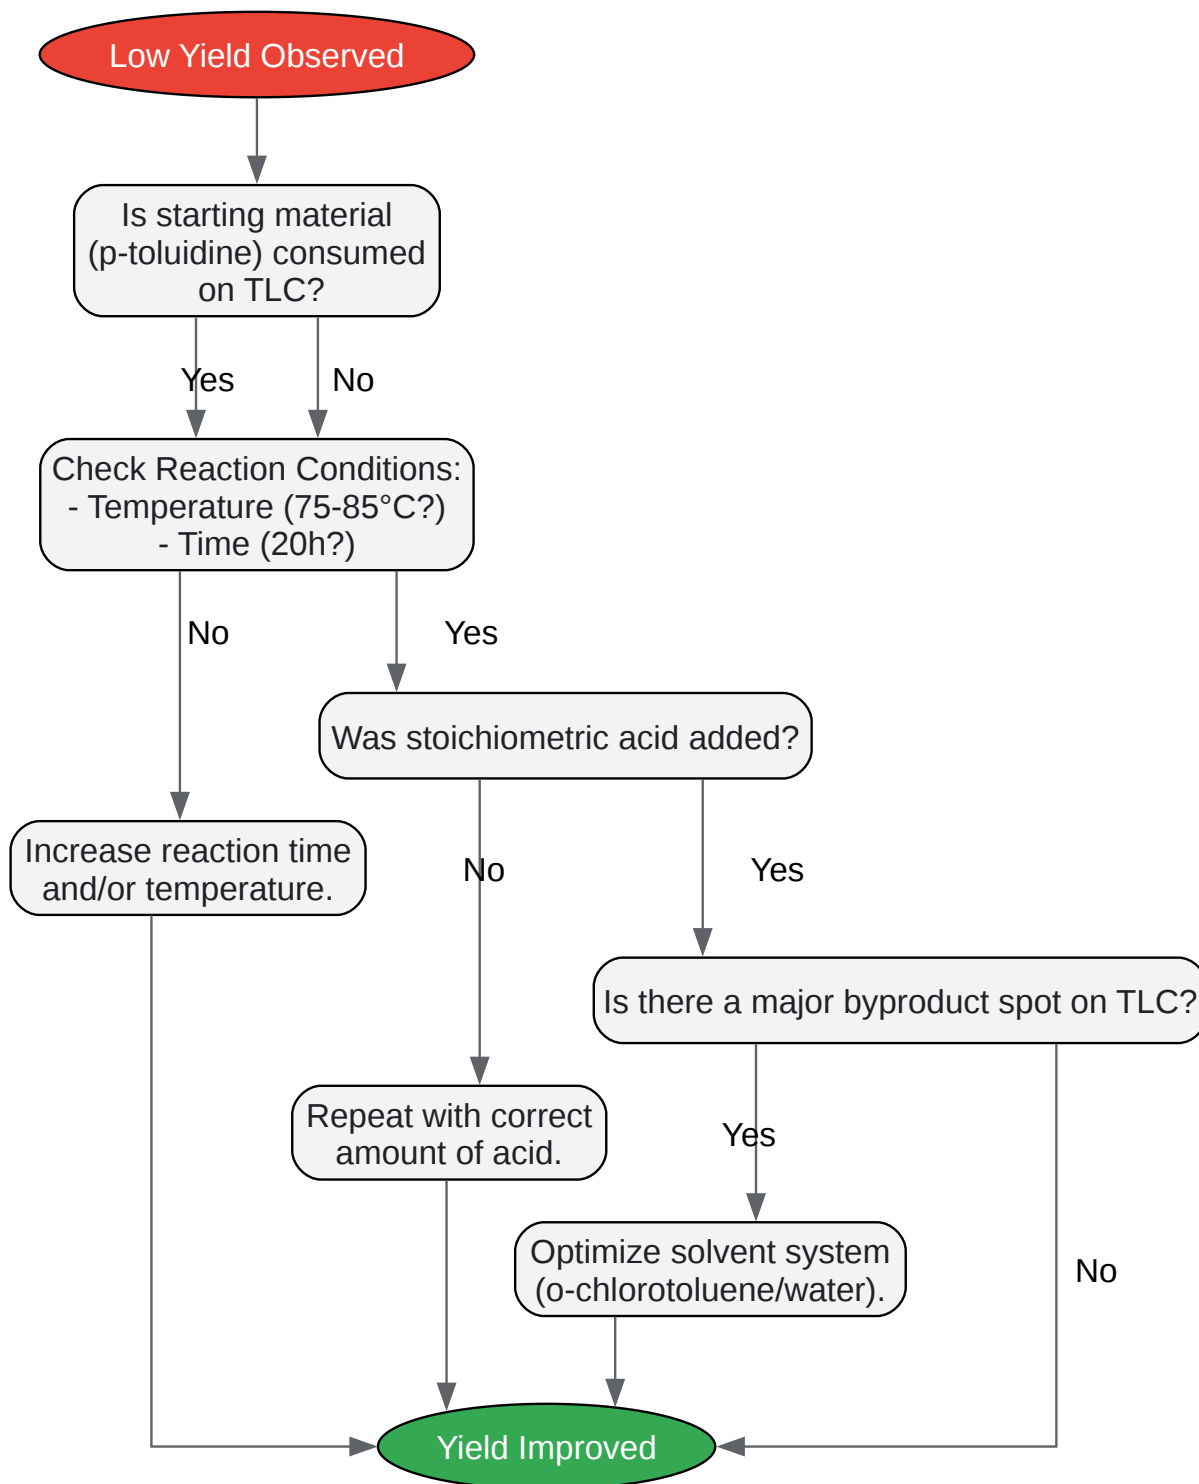 Low Yield Observed
Is starting material
(p-toluidine) consumed
on TLC?
Yes
No
Check Reaction Conditions:
- Temperature (75-85°C?)
- Time (20h?)
No
Yes
Was stoichiometric acid added?
Increase reaction time
and/or temperature.
No
Yes
Is there a major byproduct spot on TLC?
Repeat with correct
amount of acid.
Yes
Optimize solvent system
(o-chlorotoluene/water).
No
Yield Improved